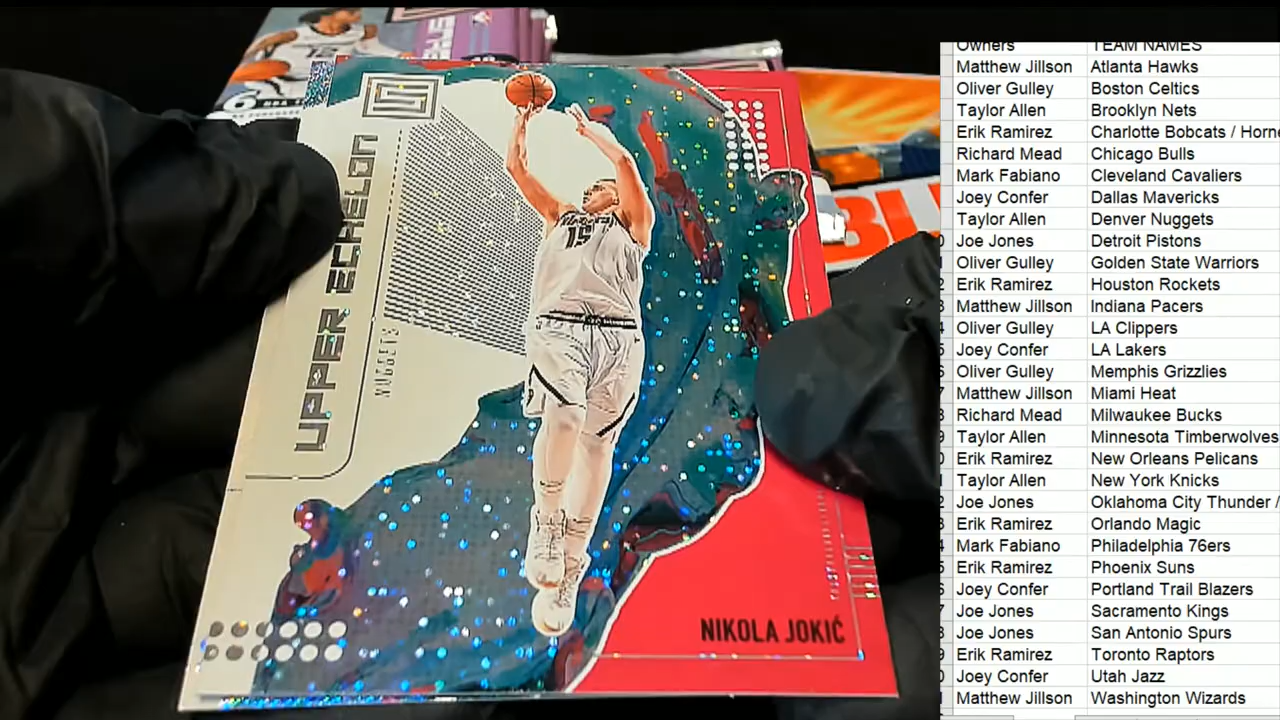 UPPER ECHELON
NUGGETS
15
NIKOLA JOKIĆ
Owners TEAM NAMES
Matthew Jillson Atlanta Hawks
Oliver Gulley Boston Celtics
Taylor Allen Brooklyn Nets
Erik Ramirez Charlotte Bobcats / Horn
Richard Mead Chicago Bulls
Mark Fabiano Cleveland Cavaliers
Joey Confer Dallas Mavericks
Taylor Allen Denver Nuggets
Joe Jones Detroit Pistons
Oliver Gulley Golden State Warriors
Erik Ramirez Houston Rockets
Matthew Jillson Indiana Pacers
Oliver Gulley LA Clippers
Joey Confer LA Lakers
Oliver Gulley Memphis Grizzlies
Matthew Jillson Miami Heat
Richard Mead Milwaukee Bucks
Taylor Allen Minnesota Timberwolves
Erik Ramirez New Orleans Pelicans
Taylor Allen New York Knicks
Joe Jones Oklahoma City Thunder /
Erik Ramirez Orlando Magic
Mark Fabiano Philadelphia 76ers
Erik Ramirez Phoenix Suns
Joey Confer Portland Trail Blazers
Joe Jones Sacramento Kings
Joe Jones San Antonio Spurs
Erik Ramirez Toronto Raptors
Joey Confer Utah Jazz
Matthew Jillson Washington Wizards